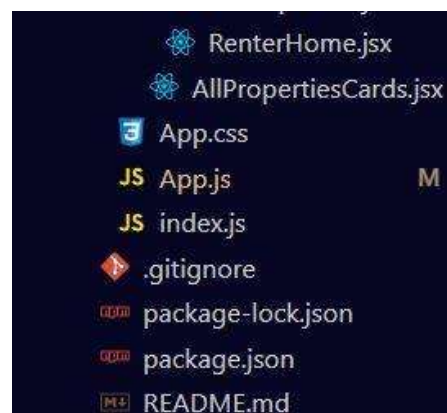 RenterHome.jsx
AllPropertiesCards.jsx
App.css
JS App.js M
JS index.js
.gitignore
package-lock.json
package.json
README.md